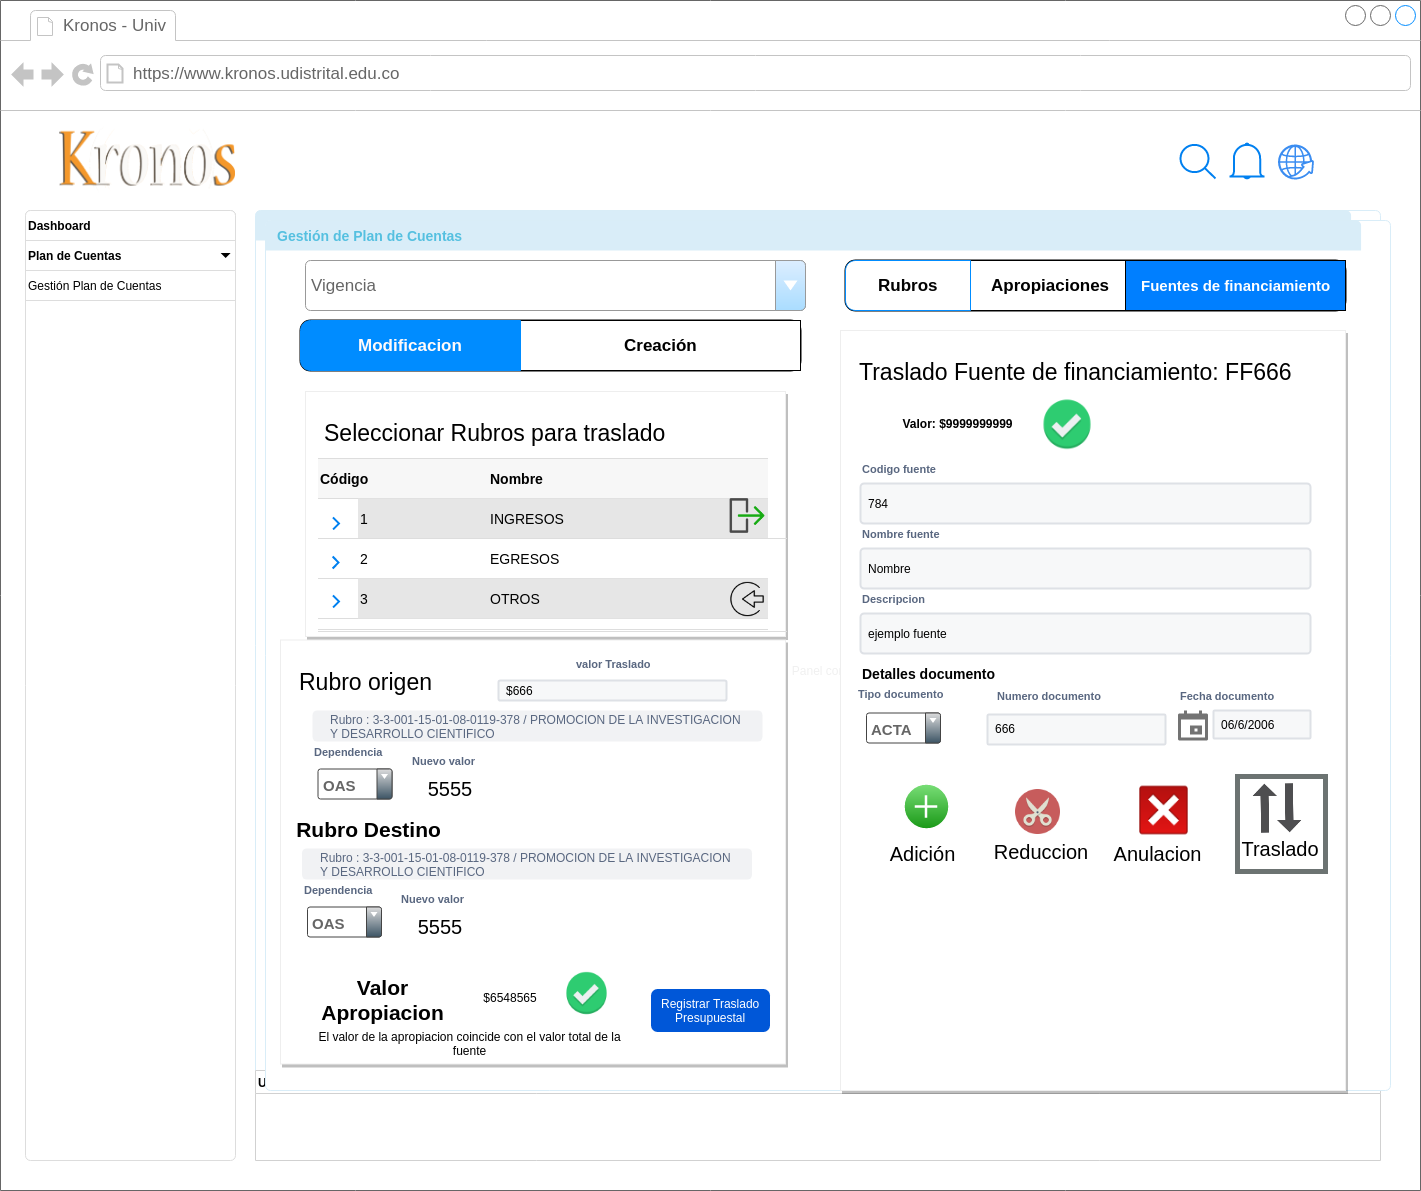 Kronos - Univ
https://www.kronos.udistrital.edu.co
Kronos
Dashboard
Plan de Cuentas
Gestión Plan de Cuentas
Gestión de Plan de Cuentas
Vigencia
Modificacion
Creación
Rubros
Apropiaciones
Fuentes de financiamiento
Seleccionar Rubros para traslado
Código Nombre
1 INGRESOS
2 EGRESOS
3 OTROS
Rubro origen
valor Traslado
$666
Rubro : 3-3-001-15-01-08-0119-378 / PROMOCION DE LA INVESTIGACION
Y DESARROLLO CIENTIFICO
Dependencia
Nuevo valor
OAS
5555
Rubro Destino
Rubro : 3-3-001-15-01-08-0119-378 / PROMOCION DE LA INVESTIGACION
Y DESARROLLO CIENTIFICO
Dependencia
Nuevo valor
OAS
5555
Valor
Apropiacion
$6548565
El valor de la apropiacion coincide con el valor total de la
fuente
Registrar Traslado
Presupuestal
U
Panel co
Traslado Fuente de financiamiento: FF666
Valor: $9999999999
Codigo fuente
784
Nombre fuente
Nombre
Descripcion
ejemplo fuente
Detalles documento
Tipo documento
Numero documento
Fecha documento
ACTA
666
06/6/2006
Adición
Reduccion
Anulacion
Traslado